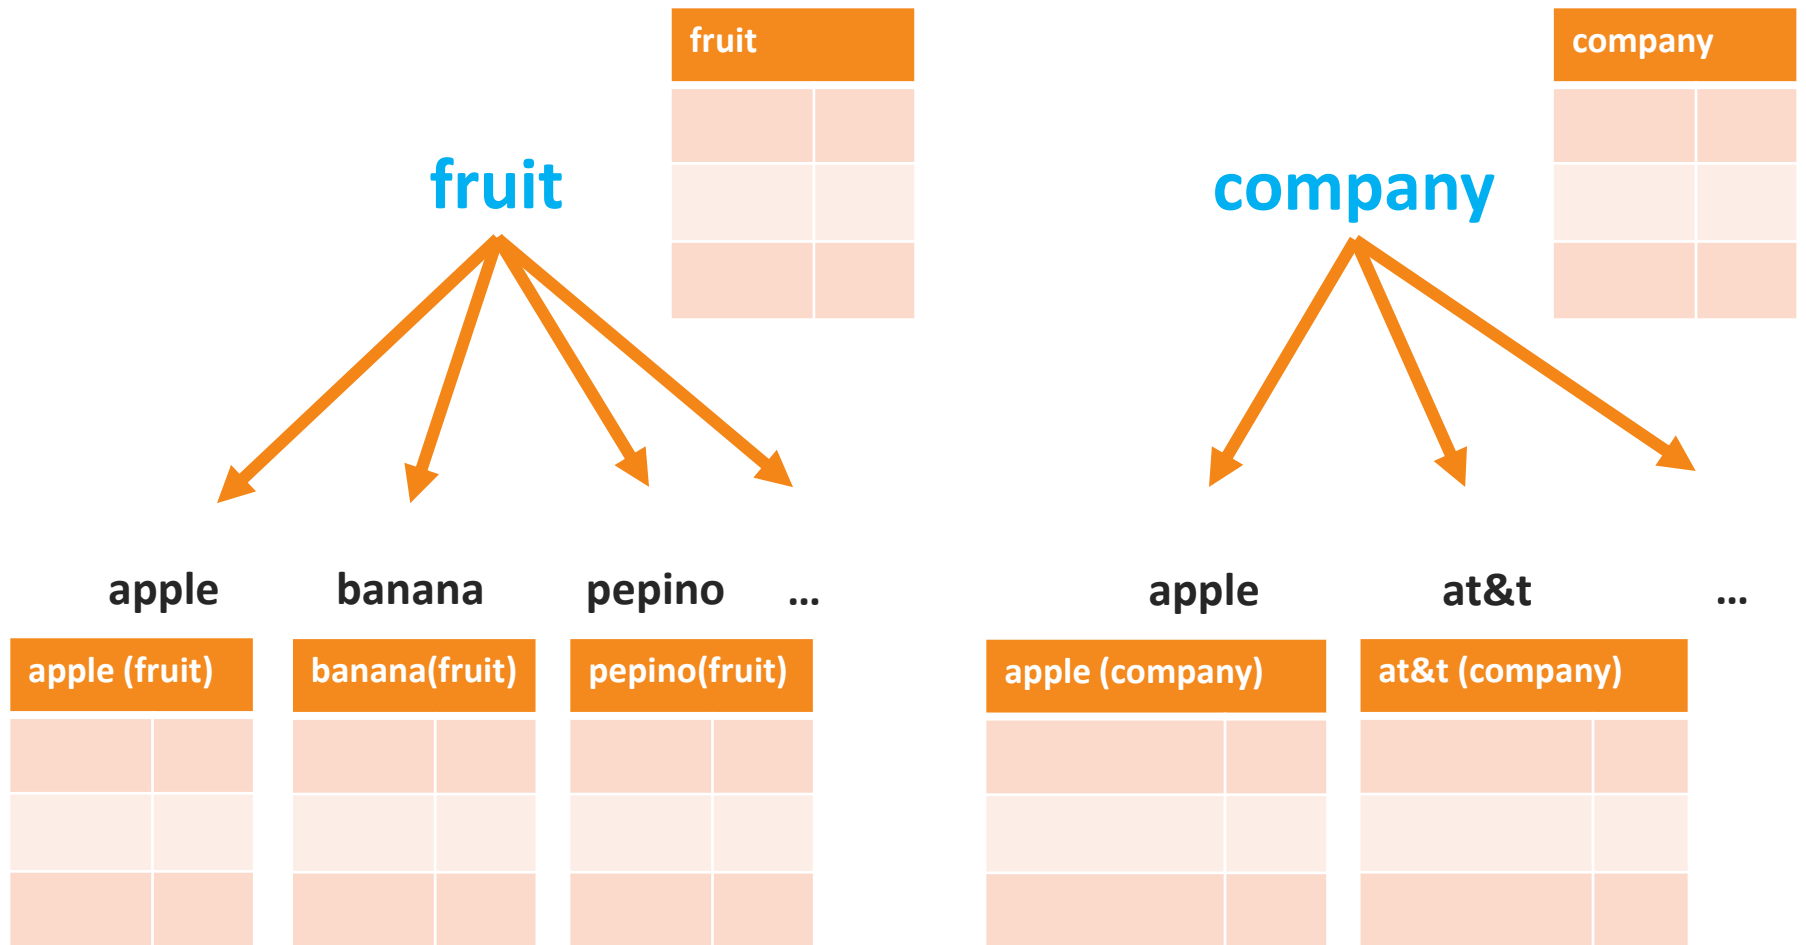 fruit
company
fruit
company
apple
banana
pepino
...
apple
at&t
...
apple (fruit)
banana(fruit)
pepino(fruit)
apple (company)
at&t (company)